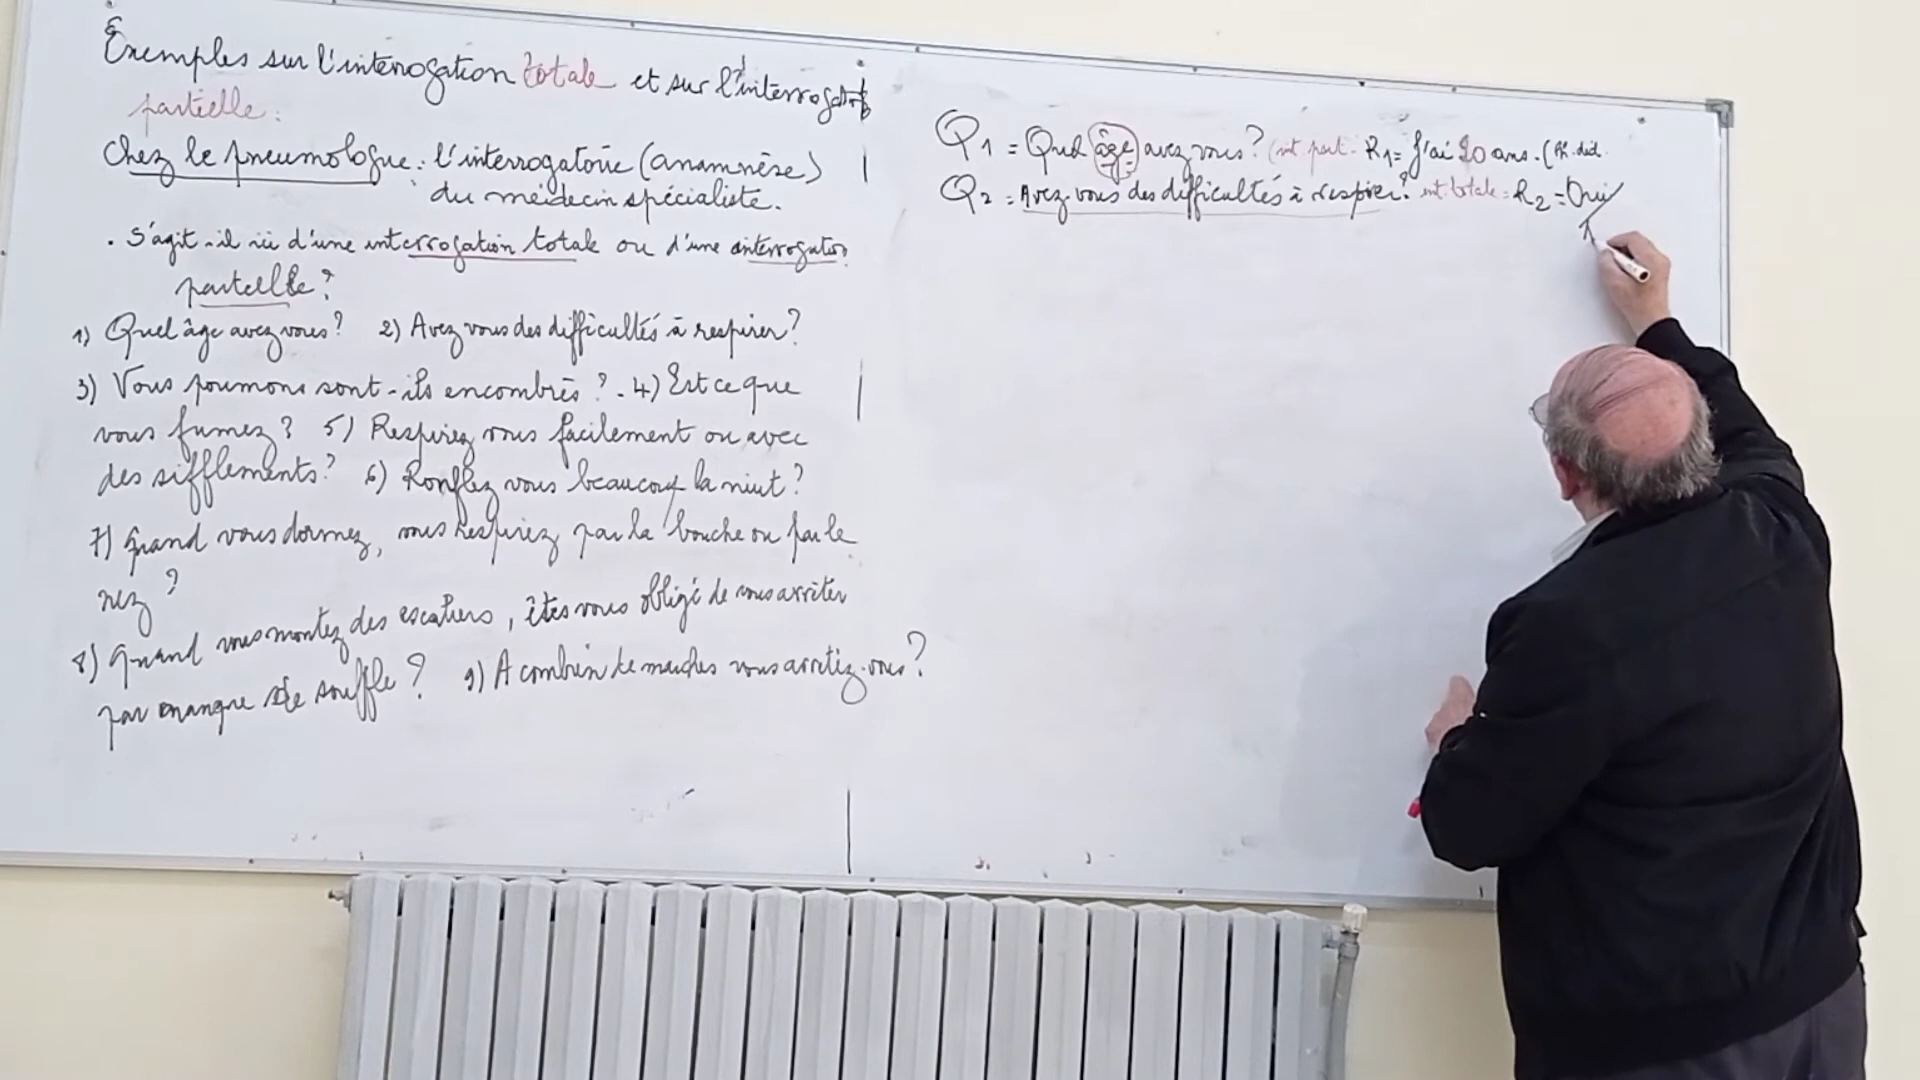 Exemples sur l'interrogation totale et sur l'interrogat
partielle :
Chez le pneumologue : l'interrogatoire (anamnèse)
du médecin spécialiste.
. S'agit-il ici d'une interrogation totale ou d'une interrogation
partielle ?
1) Quel âge avez vous ? 2) Avez vous des difficultés à respirer ?
3) Vous poumons sont-ils encombrés ? . 4) Est ce que
vous fumez ? 5) Respirez vous facilement ou avec
des sifflements ? 6) Ronflez vous beaucoup la nuit ?
7) Quand vous dormez, vous respirez par la bouche ou par le
nez ?
8) Quand vous montez des escaliers, êtes vous obligé de vous arrêter
par manque de souffle ? 9) A combien de marches vous arrêtiez-vous ?
Q1 = Quel âge avez vous ? (int. part. R1 = J'ai 20 ans. (
Q2 = Avez-vous des difficultés à respirer ? int. totale = R2 = Oui/